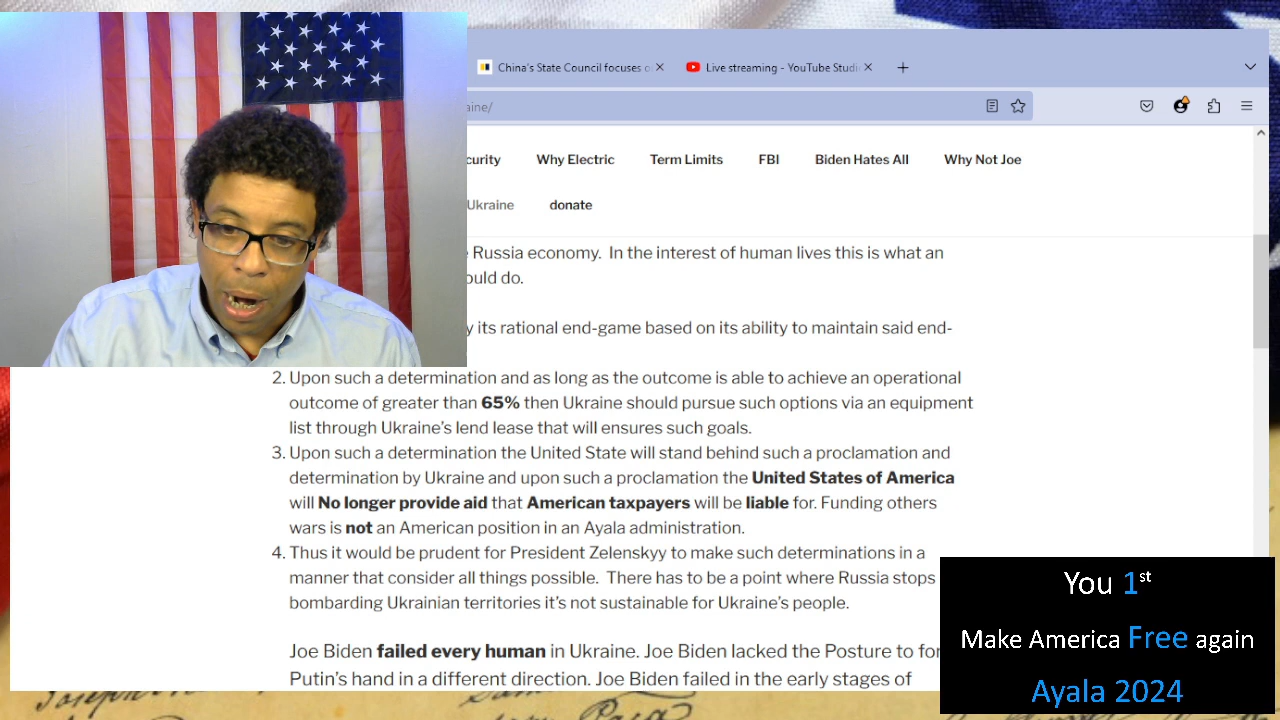 China's State Council focuses o
Live streaming - YouTube Studi
aine/
curity Why Electric Term Limits FBI Biden Hates All Why Not Joe
Ukraine donate
Russia economy. In the interest of human lives this is what an
ould do.
y its rational end-game based on its ability to maintain said end-
2. Upon such a determination and as long as the outcome is able to achieve an operational
outcome of greater than 65% then Ukraine should pursue such options via an equipment
list through Ukraine's lend lease that will ensures such goals.
3. Upon such a determination the United State will stand behind such a proclamation and
determination by Ukraine and upon such a proclamation the United States of America
will No longer provide aid that American taxpayers will be liable for. Funding others
wars is not an American position in an Ayala administration.
4. Thus it would be prudent for President Zelenskyy to make such determinations in a
manner that consider all things possible. There has to be a point where Russia stops
bombarding Ukrainian territories it's not sustainable for Ukraine's people.
Joe Biden failed every human in Ukraine. Joe Biden lacked the Posture to for
Putin's hand in a different direction. Joe Biden failed in the early stages of
You 1st
Make America Free again
Ayala 2024